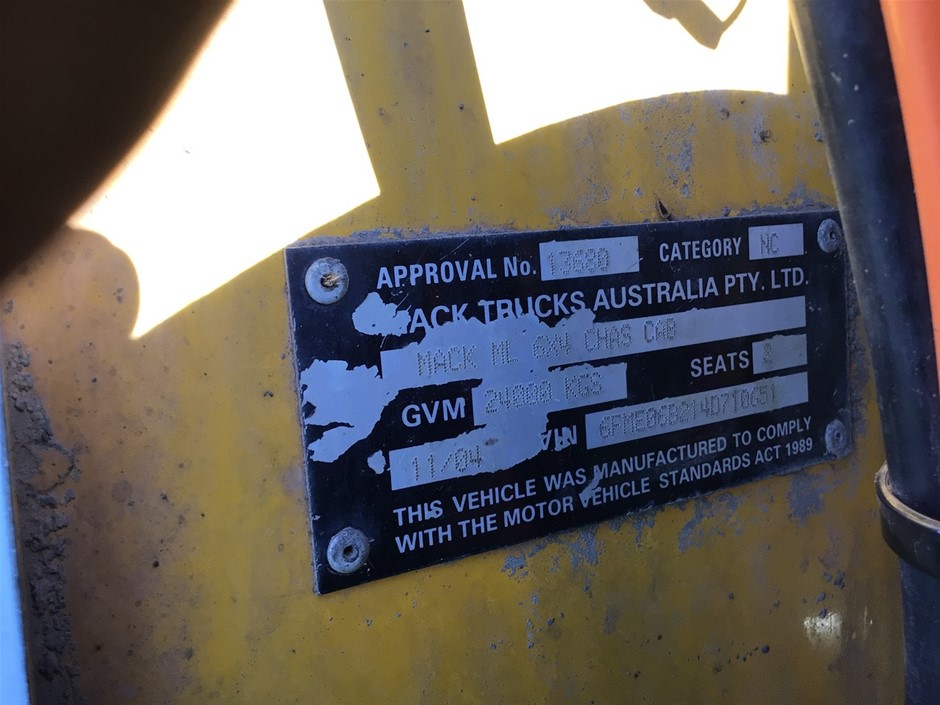 APPROVAL No. 13680 CATEGORY NC
ACK TRUCKS AUSTRALIA PTY. LTD.
MACK ML 6X4 CHAS CAB
GVM 24000 KGS SEATS 2
11/04 VIN 6FME06B214D710651
THIS VEHICLE WAS MANUFACTURED TO COMPLY
WITH THE MOTOR VEHICLE STANDARDS ACT 1989